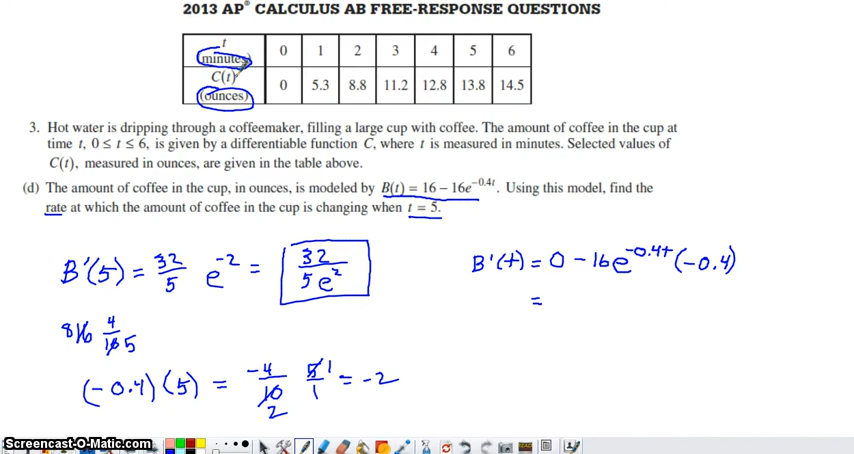 2013 AP® CALCULUS AB FREE-RESPONSE QUESTIONS
t (minutes) 0 1 2 3 4 5 6
C(t) (ounces) 0 5.3 8.8 11.2 12.8 13.8 14.5
3. Hot water is dripping through a coffeemaker, filling a large cup with coffee. The amount of coffee in the cup at
time t, 0 ≤ t ≤ 6, is given by a differentiable function C, where t is measured in minutes. Selected values of
C(t), measured in ounces, are given in the table above.
(d) The amount of coffee in the cup, in ounces, is modeled by B(t) = 16 − 16e^{−0.4t}. Using this model, find the
rate at which the amount of coffee in the cup is changing when t = 5.
B'(5) = 32/5 e^{-2} = 32/(5e^2)
B'(t) = 0 - 16e^{-0.4t}(-0.4)
=
8 16 4/10 5
(-0.4)(5) = -4/10 5/1 1 = -2
2
Screencast-O-Matic.com